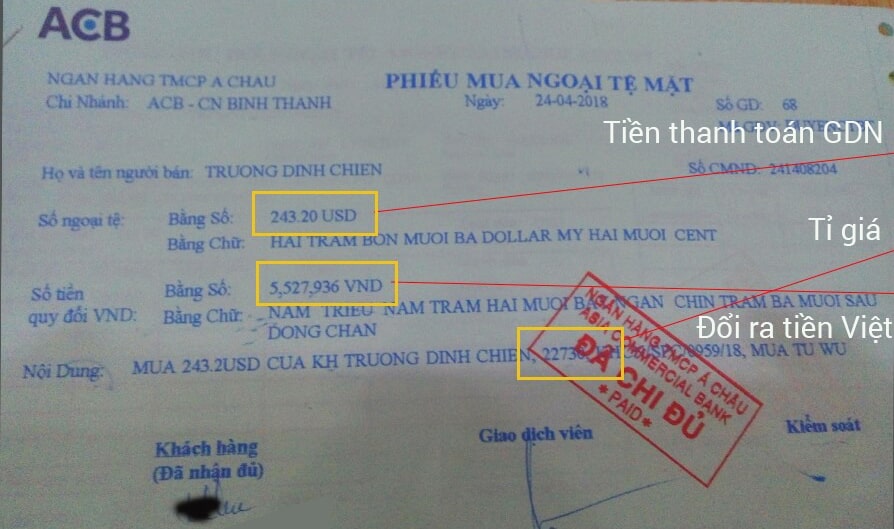 ACB
NGAN HANG TMCP A CHAU
PHIẾU MUA NGOẠI TỆ MẶT
Chi Nhánh: ACB - CN BINH THANH
Ngày: 24-04-2018
Số GD: 68
Tiền thanh toán GDN
Họ và tên người bán: TRUONG DINH CHIEN
Số CMND: 241408204
Số ngoại tệ: Bằng Số: 243.20 USD
Bằng Chữ: HAI TRAM BON MUOI BA DOLLAR MY HAI MUOI CENT
Tỉ giá
Số tiền quy đổi VND: Bằng Số: 5,527,936 VND
Bằng Chữ: NAM TRIEU NAM TRAM HAI MUOI BA NGAN CHIN TRAM BA MUOI SAU
DONG CHAN
Đổi ra tiền Việt
Nội Dung: MUA 243.2USD CUA KH TRUONG DINH CHIEN, 22730, 0959/18, MUA TU WU
NGÂN HÀNG TMCP Á CHÂU
ASIA COMMERCIAL BANK
ĐÃ CHI ĐỦ
* PAID *
Khách hàng
(Đã nhận đủ)
Giao dịch viên
Kiểm soát